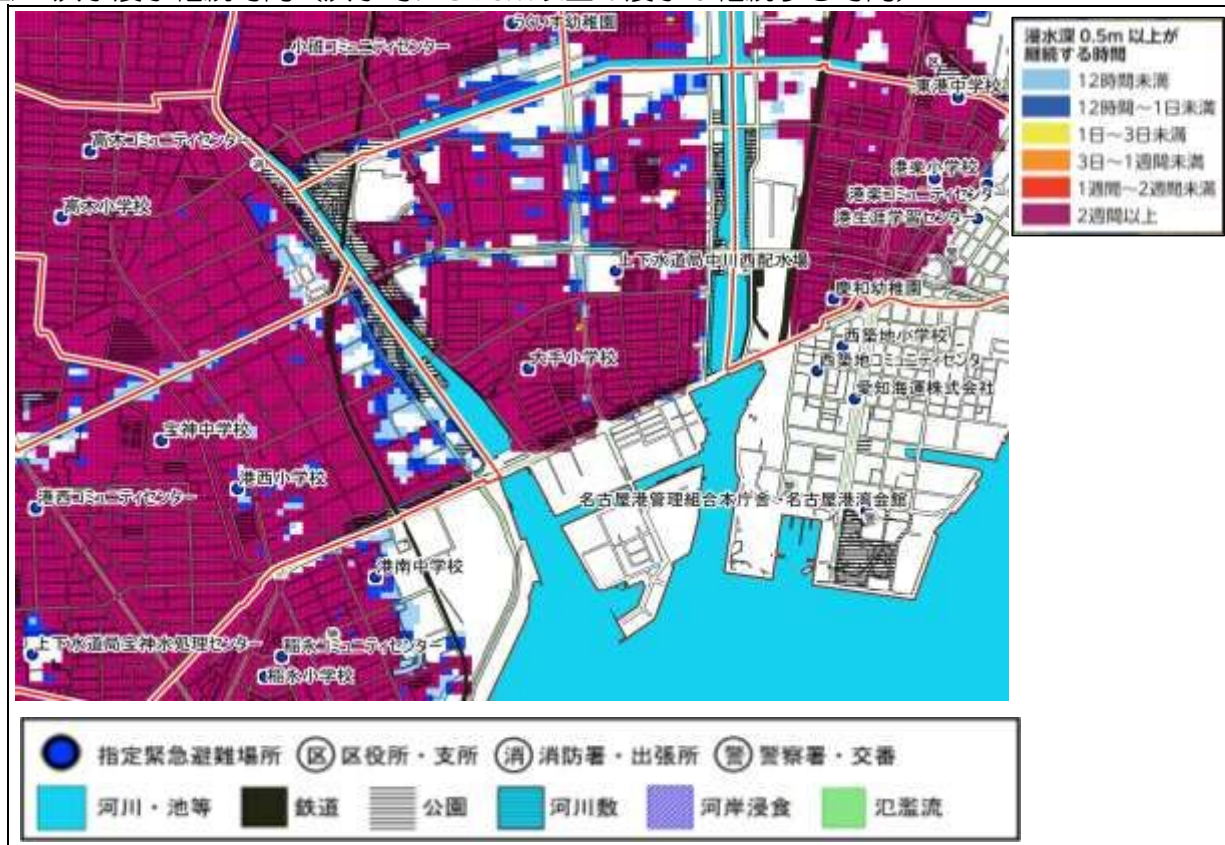 うぐいす幼稚園
小碓コミュニティセンター
東港中学校
高木コミュニティセンター
高木小学校
港楽小学校
港楽コミュニティセンター
港生涯学習センター
上下水道局中川西配水場
慶和幼稚園
西築地小学校
西築地コミュニティセンタ
大手小学校
愛知海運株式会社
宝神中学校
港西小学校
港西コミュニティセンター
名古屋港管理組合本庁舎・名古屋港湾会館
港南中学校
上下水道局宝神水処理センター
稲永コミュニティセンター
稲永小学校
浸水深 0.5m 以上が
継続する時間
12時間未満
12時間～1日未満
1日～3日未満
3日～1週間未満
1週間～2週間未満
2週間以上
指定緊急避難場所 区 区役所・支所 消 消防署・出張所 警 警察署・交番
河川・池等 鉄道 公園 河川敷 河岸浸食 氾濫流